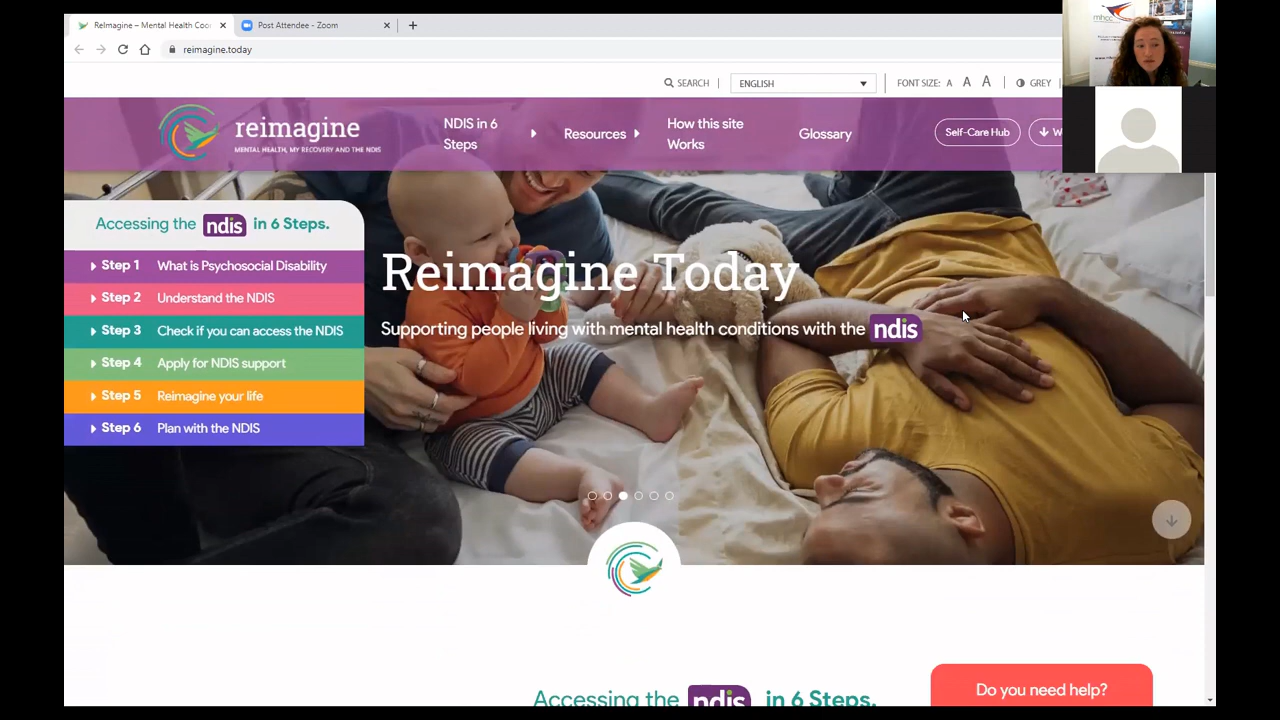 ReImagine – Mental Health Coo
Post Attendee - Zoom
reimagine.today
SEARCH
ENGLISH
FONT SIZE: A A A
GREY
reimagine
MENTAL HEALTH, MY RECOVERY AND THE NDIS
NDIS in 6 Steps
Resources
How this site Works
Glossary
Self-Care Hub
W
mhcc
Accessing the ndis in 6 Steps.
Step 1 What is Psychosocial Disability
Step 2 Understand the NDIS
Step 3 Check if you can access the NDIS
Step 4 Apply for NDIS support
Step 5 Reimagine your life
Step 6 Plan with the NDIS
Reimagine Today
Supporting people living with mental health conditions with the ndis
Accessing the ndis in 6 Steps.
Do you need help?